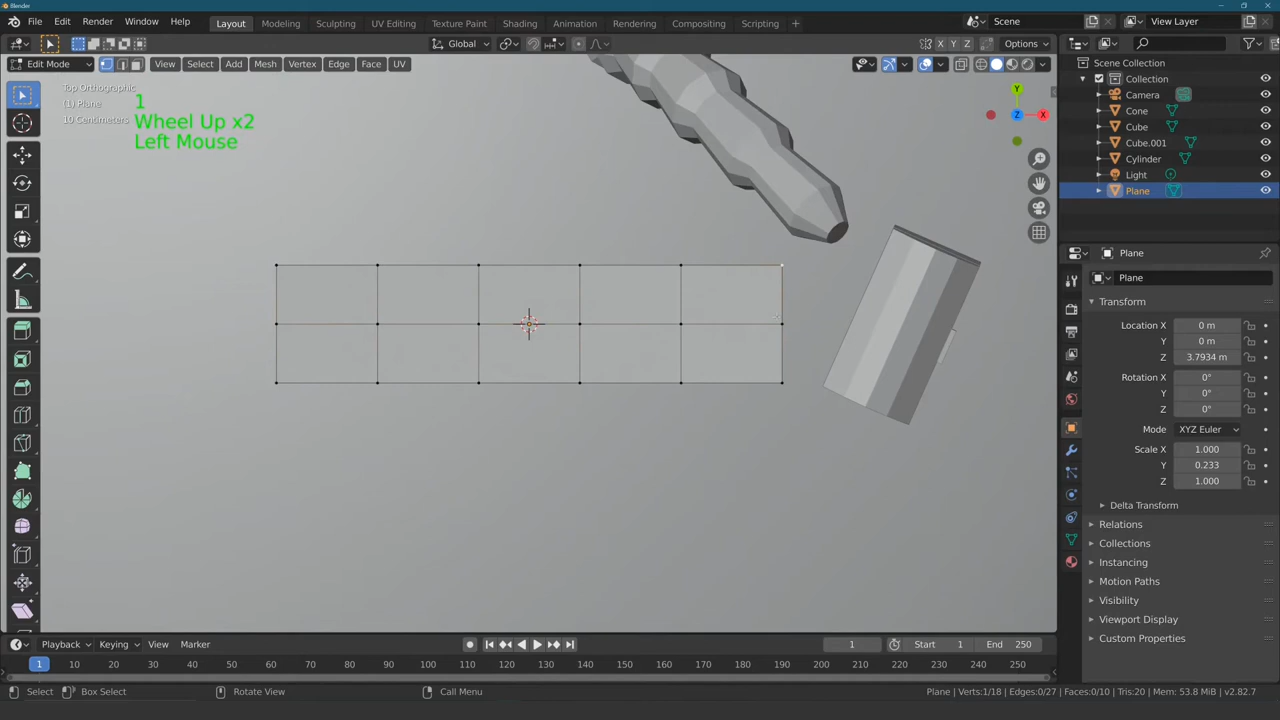 Blender
File Edit Render Window Help Layout Modeling Sculpting UV Editing Texture Paint Shading Animation Rendering Compositing Scripting + Scene View Layer
Global X Y Z Options
Edit Mode View Select Add Mesh Vertex Edge Face UV
Top Orthographic
(1) Plane
10 Centimeters
1
Wheel Up x2
Left Mouse
Y
Z
X
Scene Collection
Collection
Camera
Cone
Cube
Cube.001
Cylinder
Light
Plane
Plane
Plane
Transform
Location X 0 m
Y 0 m
Z 3.7934 m
Rotation X 0°
Y 0°
Z 0°
Mode XYZ Euler
Scale X 1.000
Y 0.233
Z 1.000
Delta Transform
Relations
Collections
Instancing
Motion Paths
Visibility
Viewport Display
Custom Properties
Playback Keying View Marker 1 Start 1 End 250
1 10 20 30 40 50 60 70 80 90 100 110 120 130 140 150 160 170 180 190 200 210 220 230 240 250
Select Box Select Rotate View Call Menu Plane | Verts:1/18 | Edges:0/27 | Faces:0/10 | Tris:20 | Mem: 53.8 MiB | v2.82.7